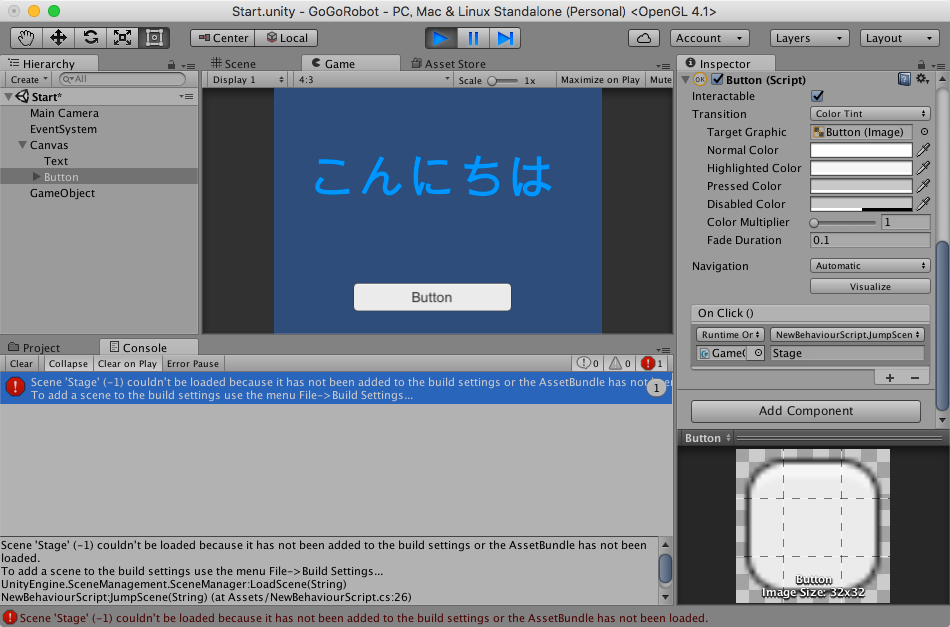 Start.unity - GoGoRobot - PC, Mac & Linux Standalone (Personal) <OpenGL 4.1>
Center Local Account Layers Layout
Hierarchy
Create All
Start*
Main Camera
EventSystem
Canvas
Text
Button
GameObject
Scene Game Asset Store
Display 1 4:3 Scale 1x Maximize on Play Mute
こんにちは
Button
Inspector
Button (Script)
Interactable
Transition Color Tint
Target Graphic Button (Image)
Normal Color
Highlighted Color
Pressed Color
Disabled Color
Color Multiplier 1
Fade Duration 0.1
Navigation Automatic
Visualize
On Click ()
Runtime Or NewBehaviourScript.JumpScen
Game Stage
+ −
Add Component
Button
Button
Image Size: 32x32
Project Console
Clear Collapse Clear on Play Error Pause 0 0 1
Scene 'Stage' (-1) couldn't be loaded because it has not been added to the build settings or the AssetBundle has not
To add a scene to the build settings use the menu File->Build Settings...
1
Scene 'Stage' (-1) couldn't be loaded because it has not been added to the build settings or the AssetBundle has not been
loaded.
To add a scene to the build settings use the menu File->Build Settings...
UnityEngine.SceneManagement.SceneManager:LoadScene(String)
NewBehaviourScript:JumpScene(String) (at Assets/NewBehaviourScript.cs:26)
Scene 'Stage' (-1) couldn't be loaded because it has not been added to the build settings or the AssetBundle has not been loaded.